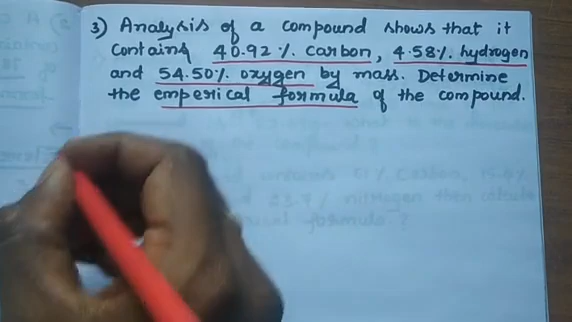 3) Analysis of a compound shows that it
contains 40.92 %. carbon, 4.58%. hydrogen
and 54.50%. oxygen by mass. Determine
the emperical formula of the compound.